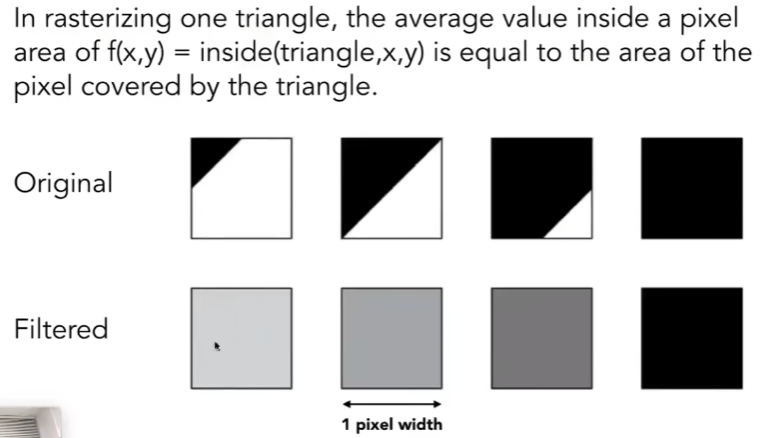 In rasterizing one triangle, the average value inside a pixel
area of f(x,y) = inside(triangle,x,y) is equal to the area of the
pixel covered by the triangle.
Original
Filtered
1 pixel width